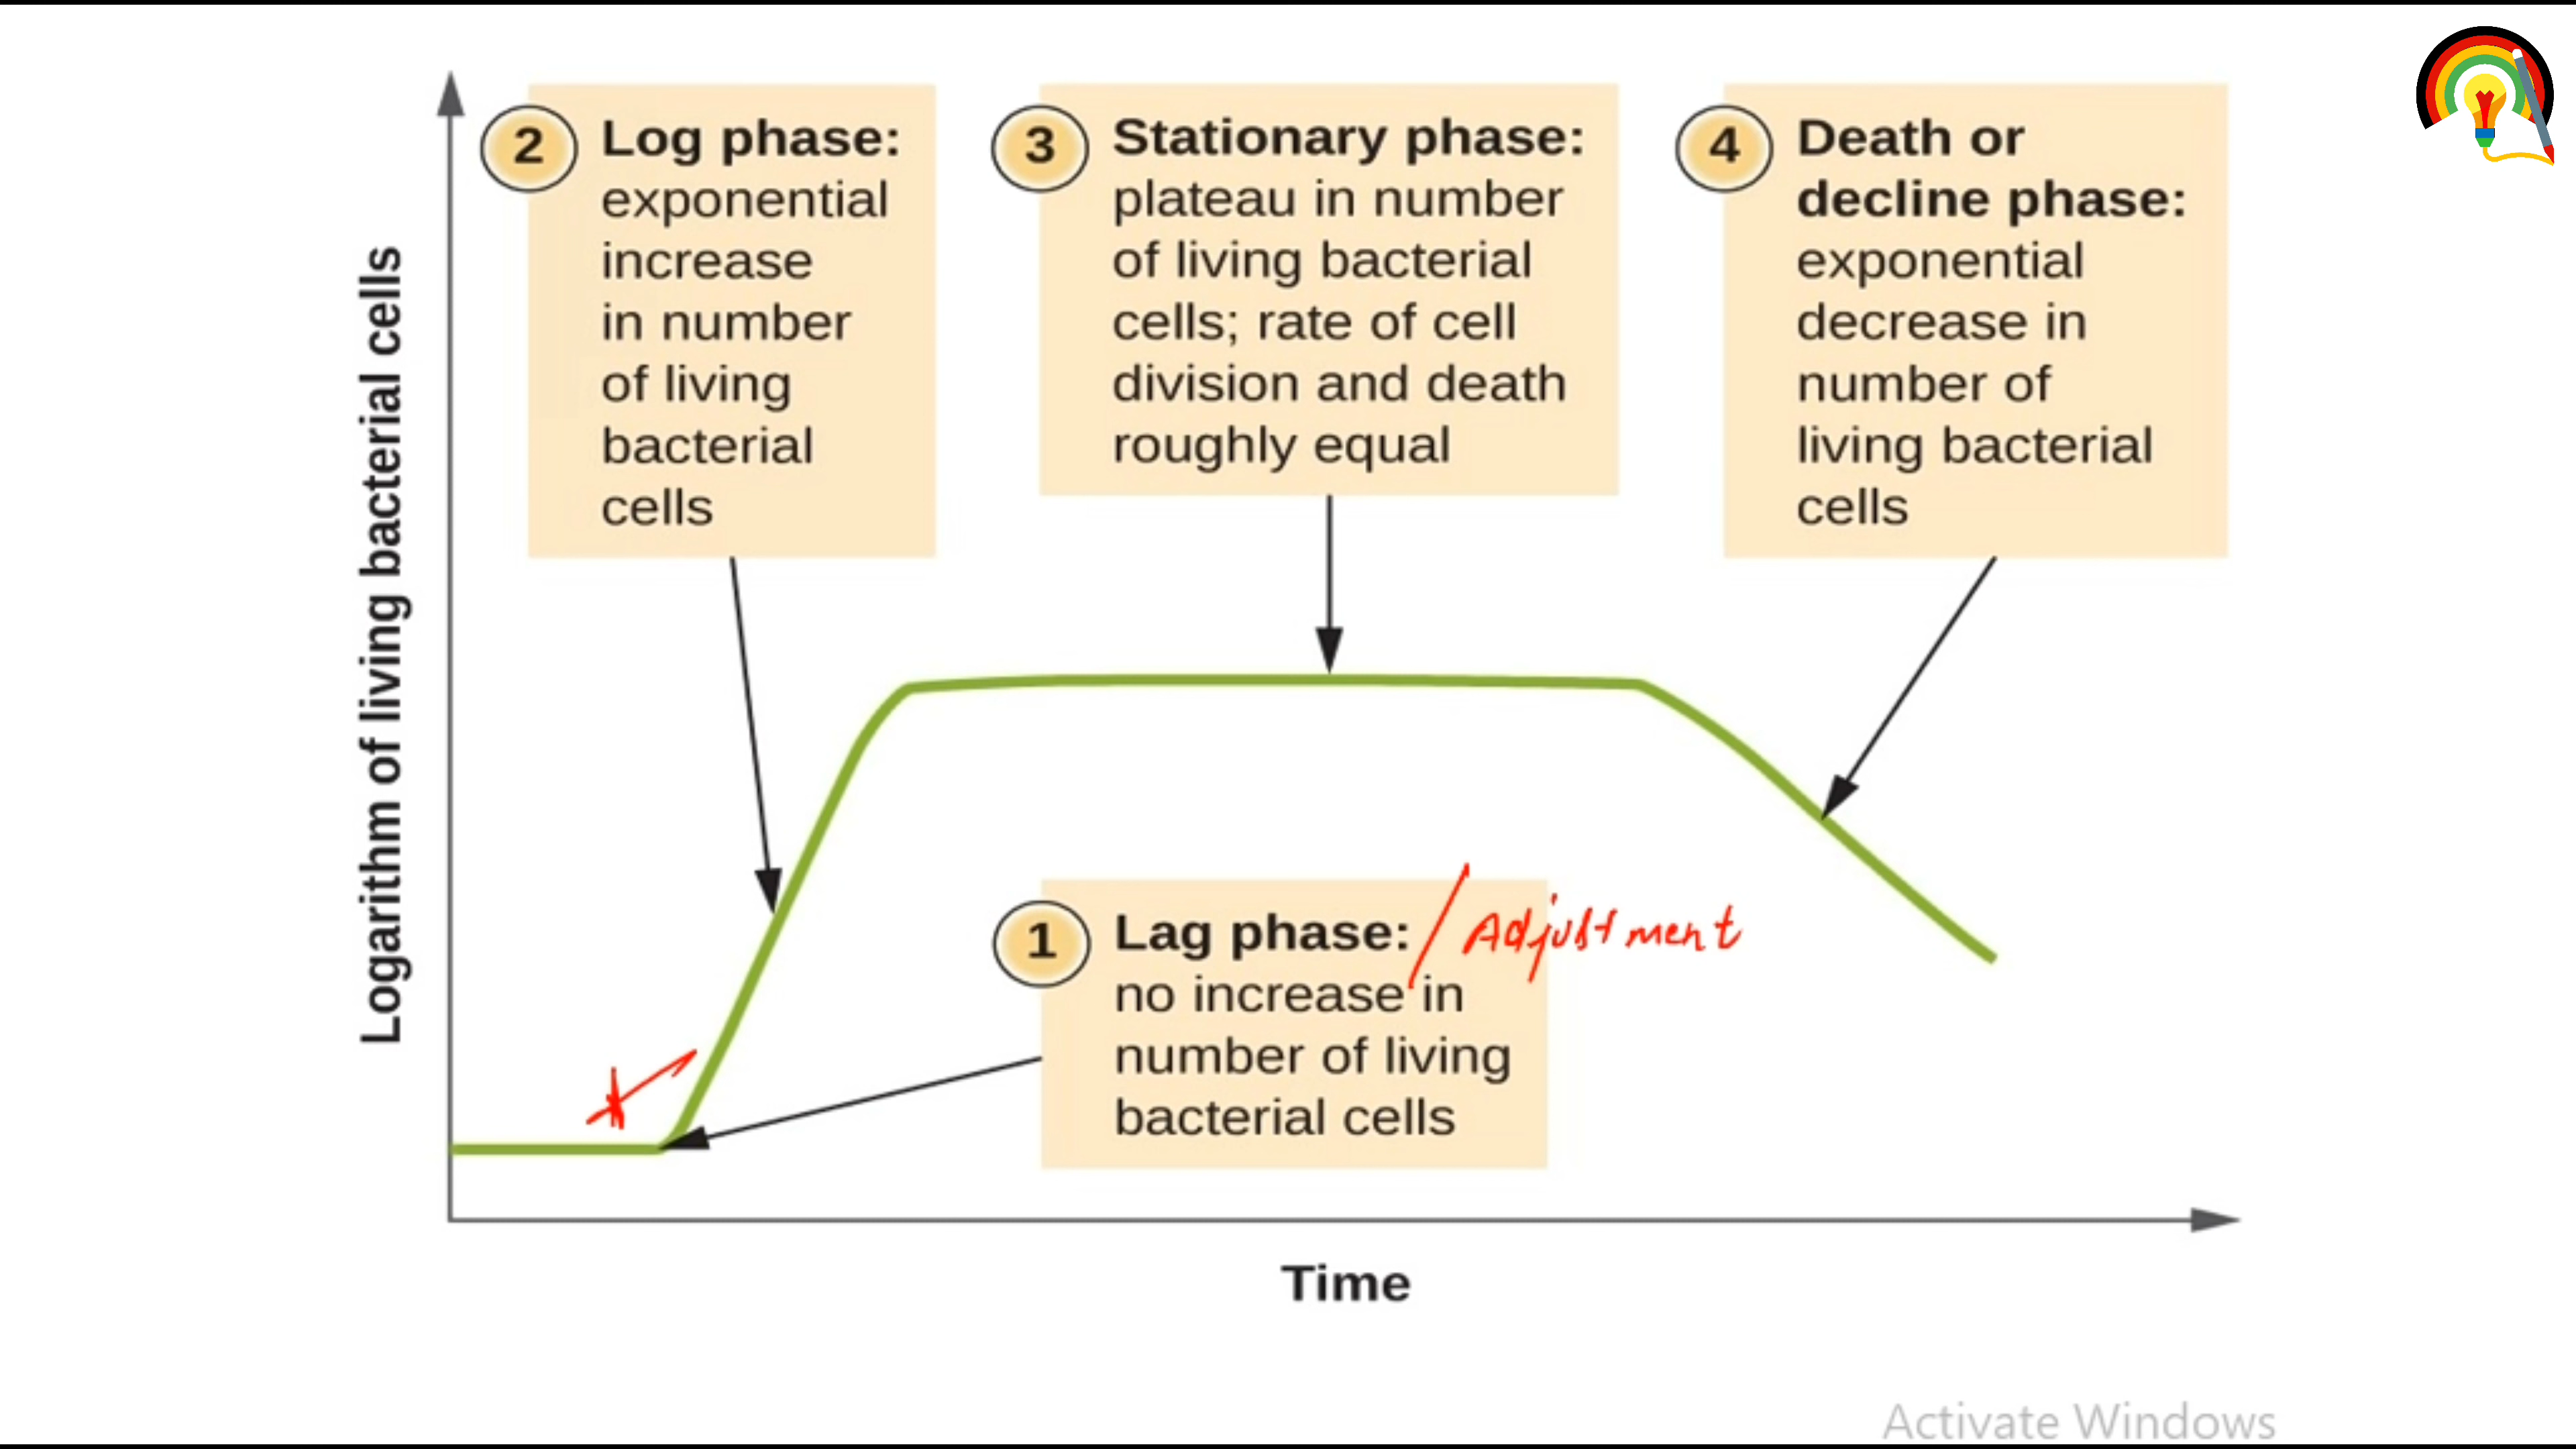 2
Log phase:
exponential
increase
in number
of living
bacterial
cells
3
Stationary phase:
plateau in number
of living bacterial
cells; rate of cell
division and death
roughly equal
4
Death or
decline phase:
exponential
decrease in
number of
living bacterial
cells
Logarithm of living bacterial cells
1
Lag phase: / Adjustment
no increase in
number of living
bacterial cells
Time
Activate Windows